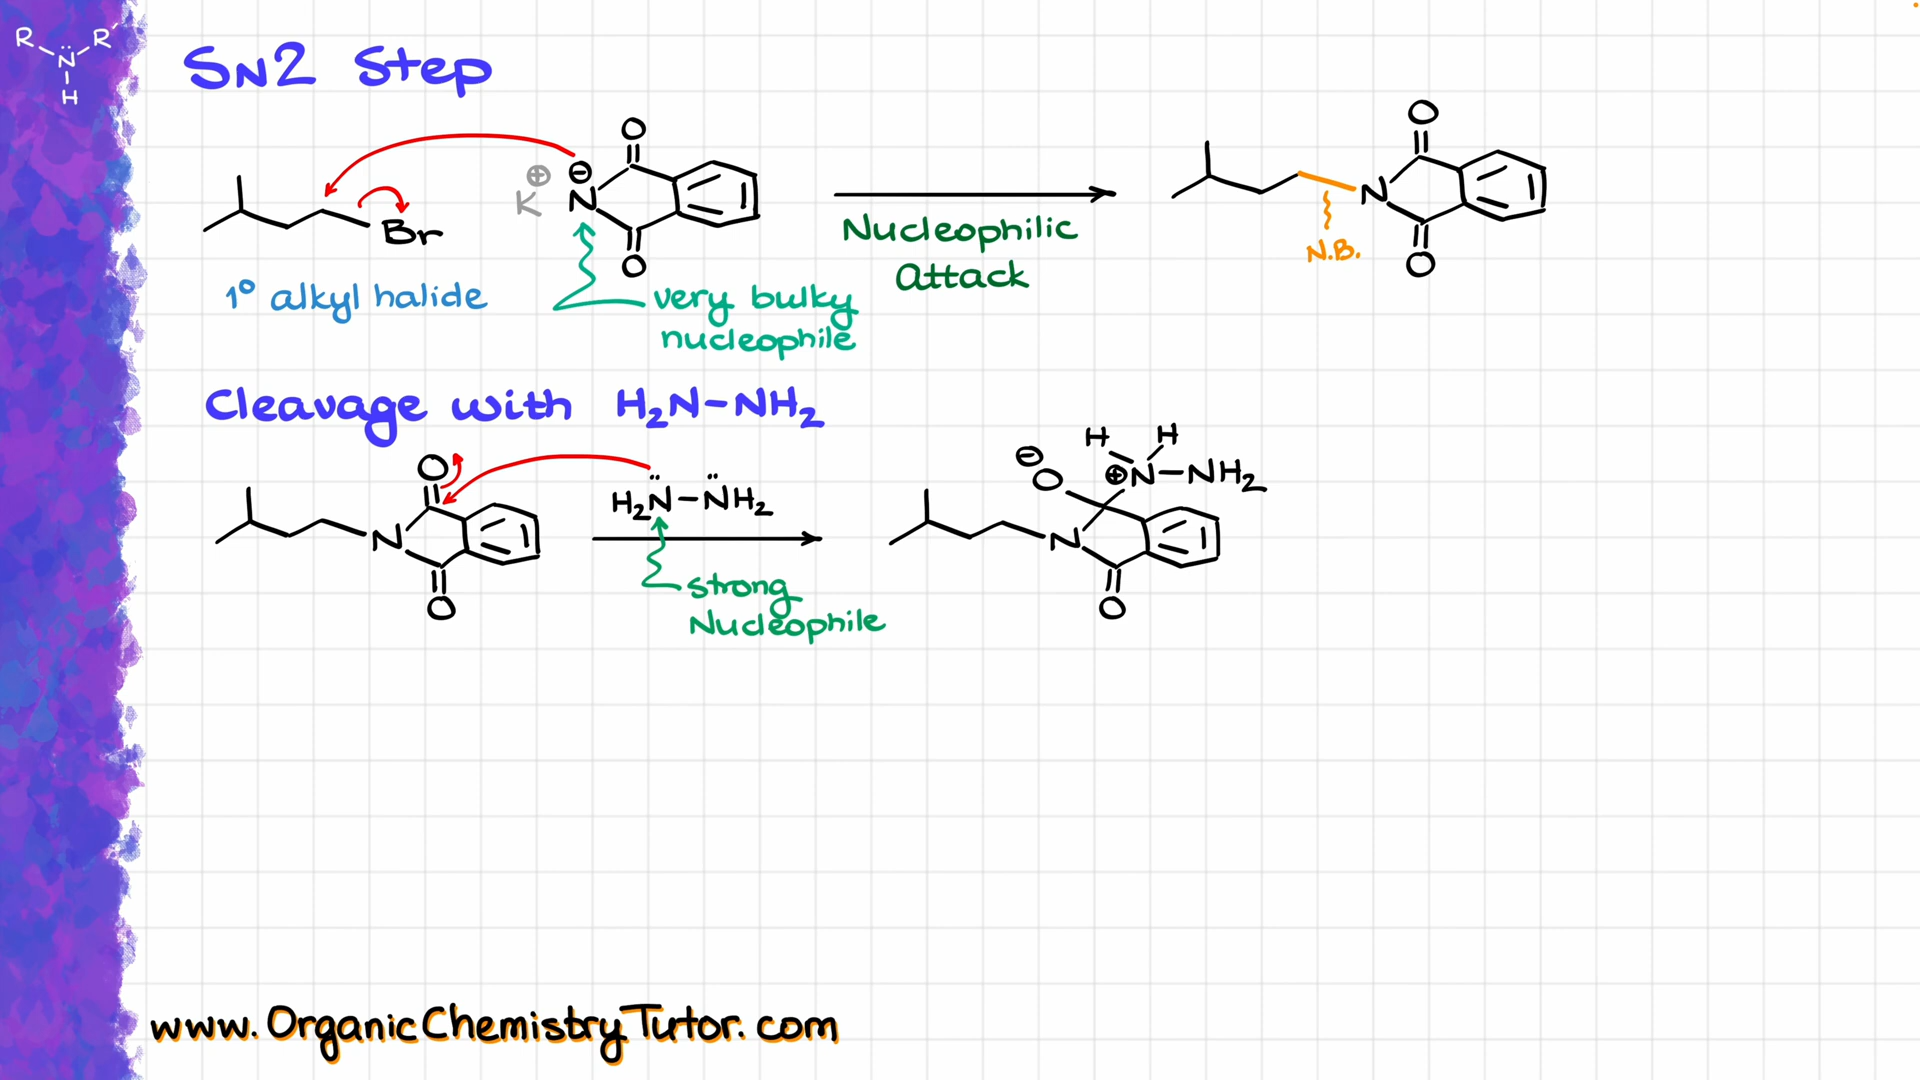 R N R'
H
SN2 Step
Br
K⊕
⊖
N
O
O
1° alkyl halide
very bulky
nucleophile
Nucleophilic
Attack
N
O
O
N.B.
Cleavage with H₂N–NH₂
N
O
O
H₂N̈–N̈H₂
strong
Nucleophile
H H
⊖
O
⊕N–NH₂
N
O
www.OrganicChemistryTutor.com